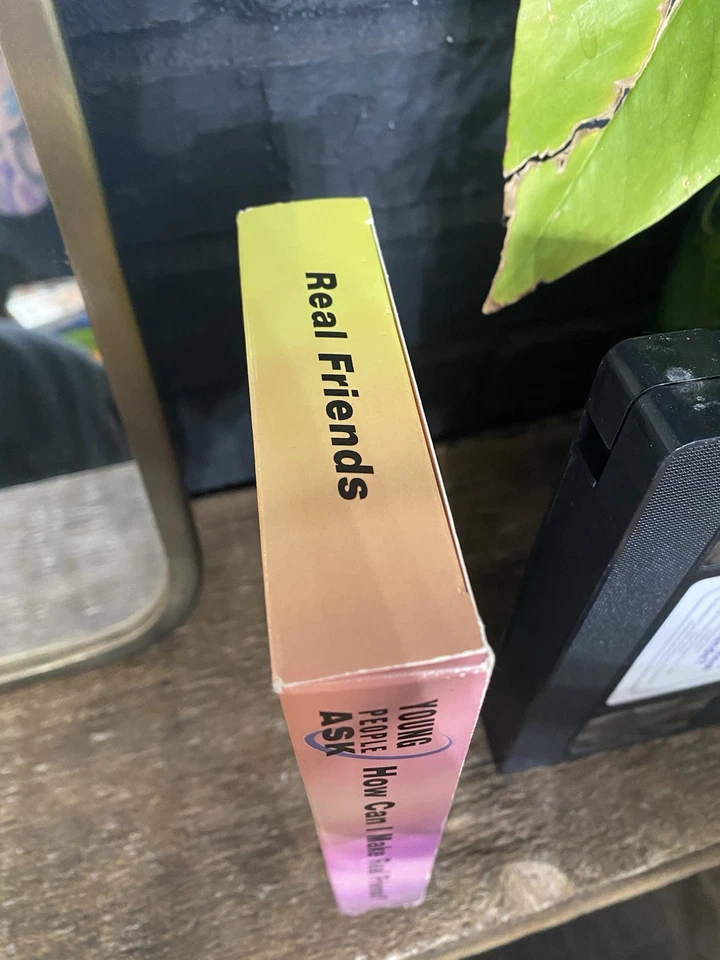 Real Friends
YOUNG
PEOPLE
ASK
How Can I Make Real Friends?